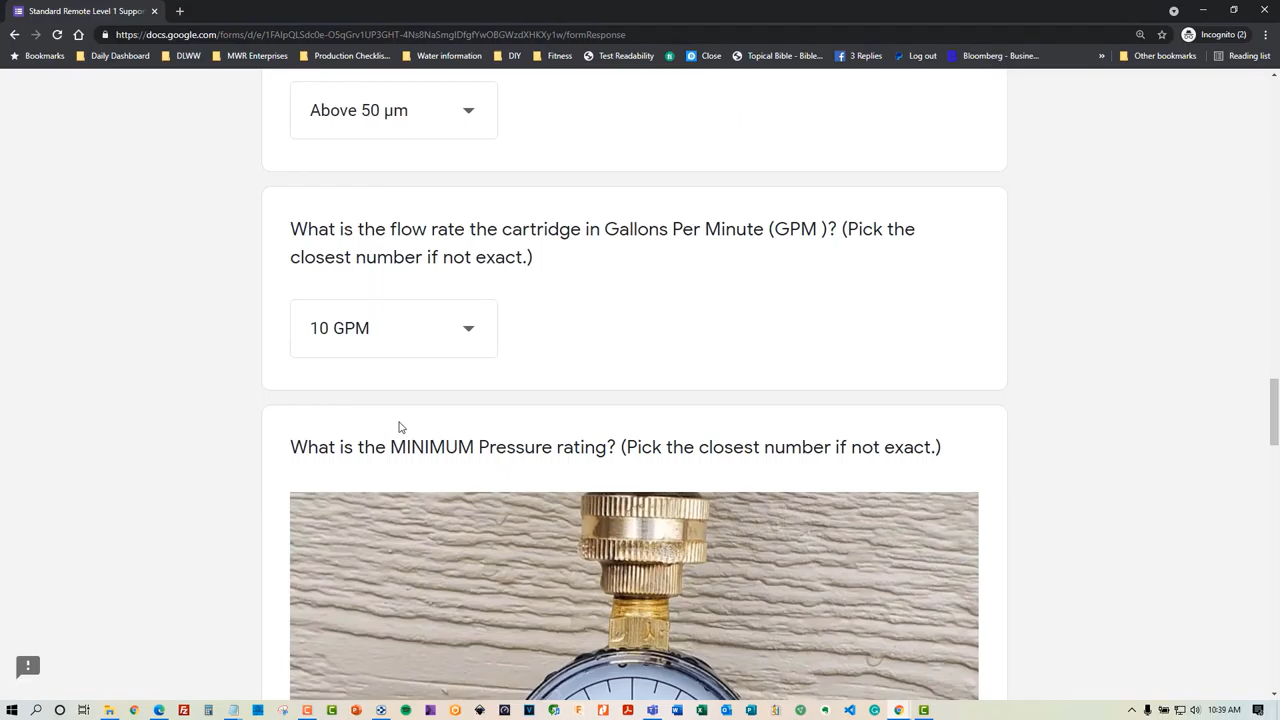 Standard Remote Level 1 Suppor
https://docs.google.com/forms/d/e/1FAIpQLSdc0e-O5qGrv1UP3GHT-4Ns8NaSmgIDfgfYwOBGWzdXHKXy1w/formResponse
Incognito (2)
Bookmarks
Daily Dashboard
DLWW
MWR Enterprises
Production Checklis...
Water information
DIY
Fitness
Test Readability
Close
Topical Bible - Bible...
3 Replies
Log out
Bloomberg - Busine...
Other bookmarks
Reading list
Above 50 µm
What is the flow rate the cartridge in Gallons Per Minute (GPM )? (Pick the
closest number if not exact.)
10 GPM
What is the MINIMUM Pressure rating? (Pick the closest number if not exact.)
10:39 AM